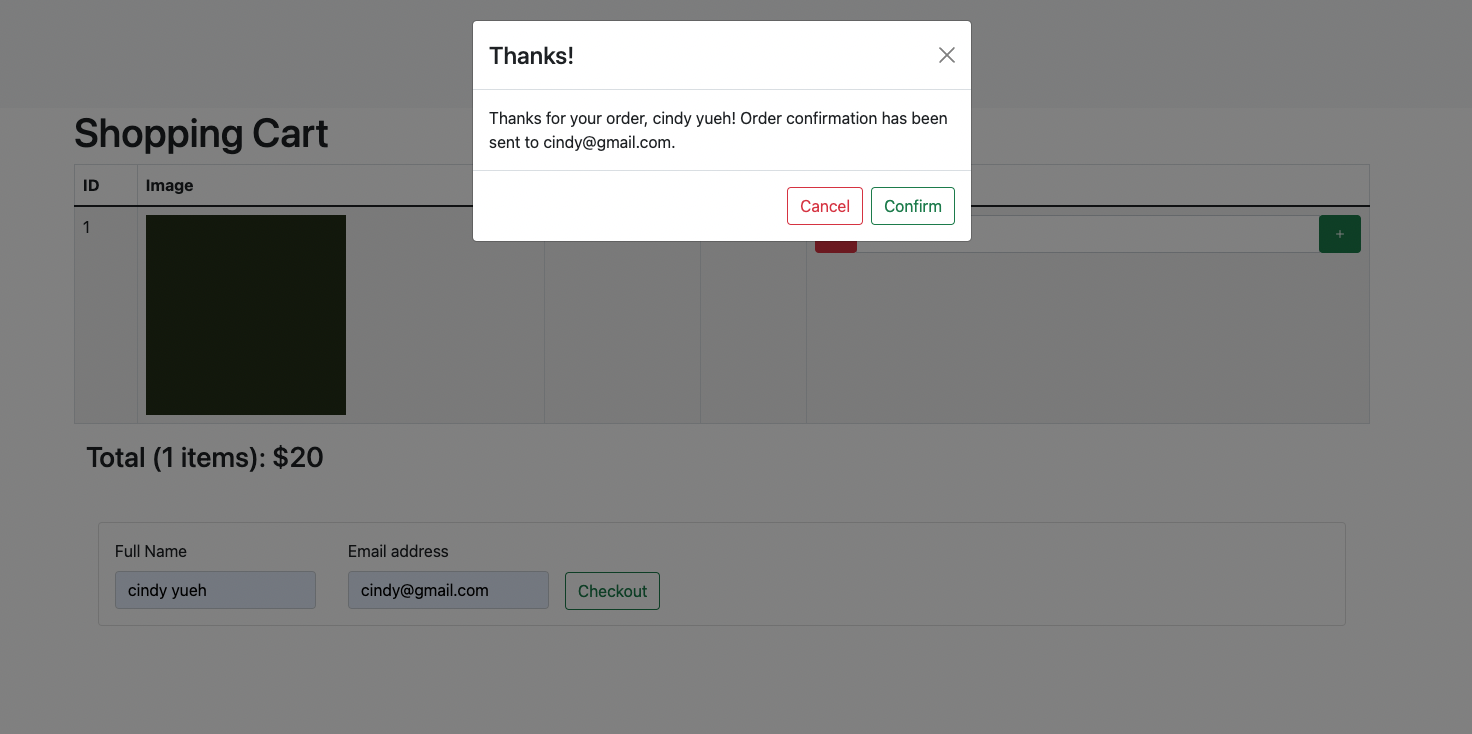 Thanks!
Thanks for your order, cindy yueh! Order confirmation has been
sent to cindy@gmail.com.
Cancel
Confirm
Shopping Cart
ID
Image
1
+
Total (1 items): $20
Full Name
Email address
cindy yueh
cindy@gmail.com
Checkout